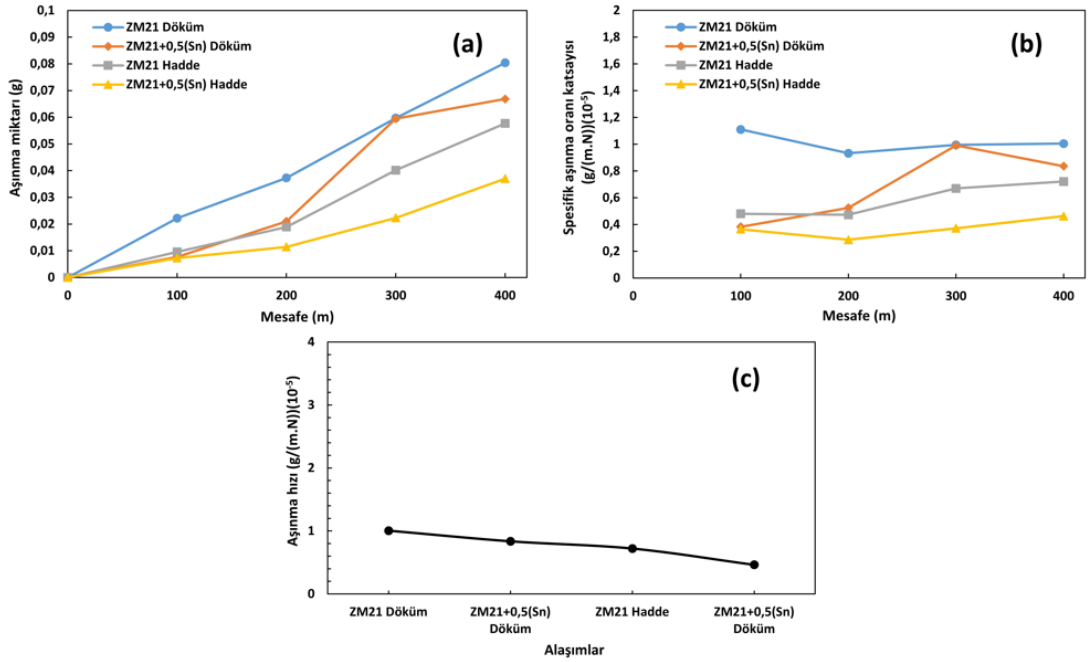 (a)
ZM21 Döküm
ZM21+0,5(Sn) Döküm
ZM21 Hadde
ZM21+0,5(Sn) Hadde
Aşınma miktarı (g)
0,1
0,09
0,08
0,07
0,06
0,05
0,04
0,03
0,02
0,01
0
0 100 200 300 400
Mesafe (m)
(b)
ZM21 Döküm
ZM21+0,5(Sn) Döküm
ZM21 Hadde
ZM21+0,5(Sn) Hadde
Spesifik aşınma oranı katsayısı
(g/(m.N))(10⁻⁵)
2
1,8
1,6
1,4
1,2
1
0,8
0,6
0,4
0,2
0
0 100 200 300 400
Mesafe (m)
(c)
Aşınma hızı (g/(m.N))(10⁻⁵)
4
3
2
1
0
ZM21 Döküm ZM21+0,5(Sn) ZM21 Hadde ZM21+0,5(Sn)
Döküm Döküm
Alaşımlar